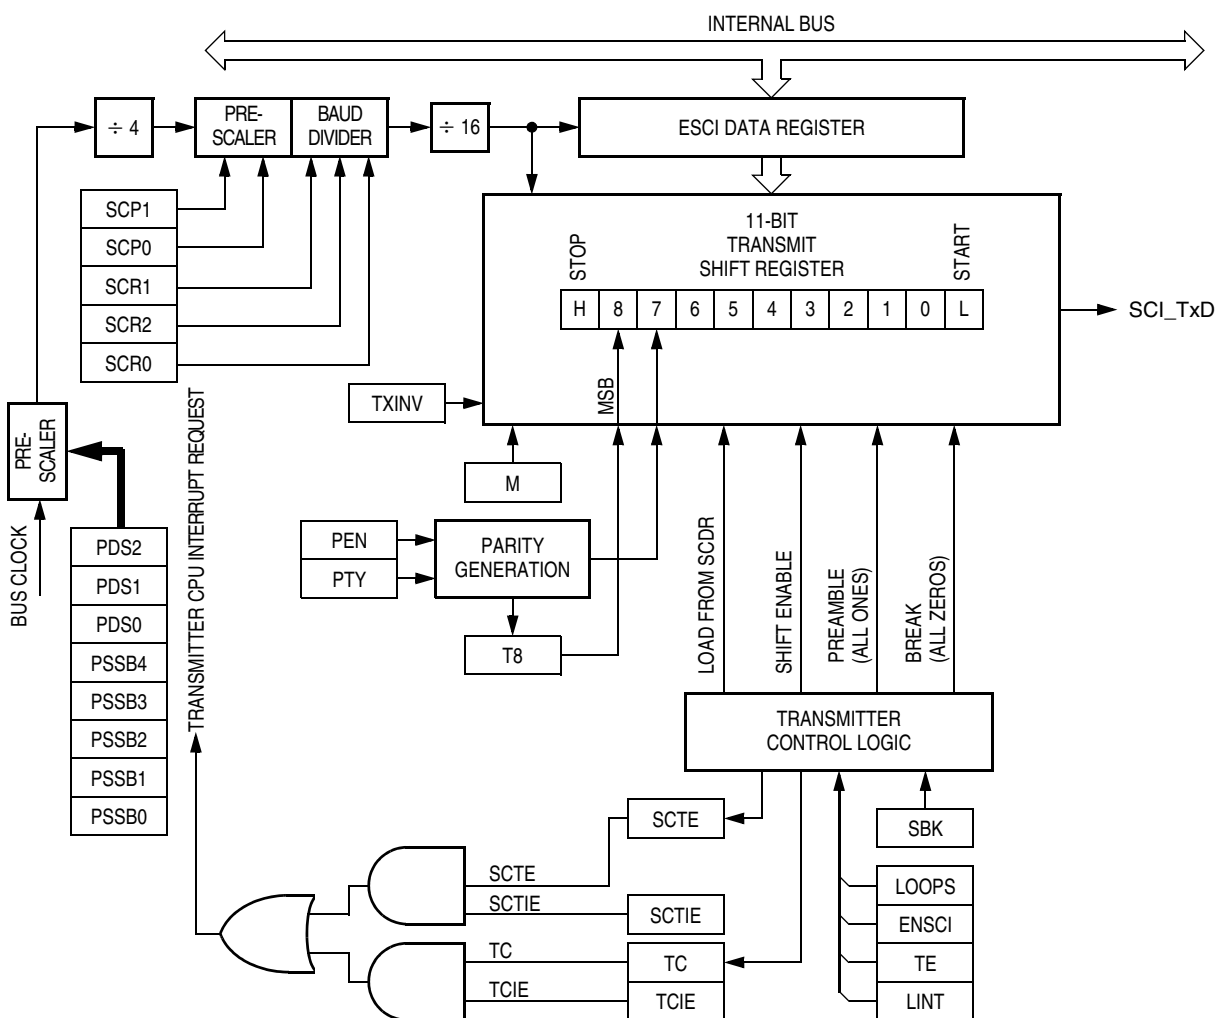 INTERNAL BUS
÷ 4
PRE-
SCALER
BAUD
DIVIDER
÷ 16
ESCI DATA REGISTER
SCP1
SCP0
SCR1
SCR2
SCR0
11-BIT
TRANSMIT
SHIFT REGISTER
STOP
START
H 8 7 6 5 4 3 2 1 0 L
SCI_TxD
MSB
TXINV
M
PRE-
SCALER
BUS CLOCK
TRANSMITTER CPU INTERRUPT REQUEST
PDS2
PDS1
PDS0
PSSB4
PSSB3
PSSB2
PSSB1
PSSB0
PEN
PTY
PARITY
GENERATION
T8
LOAD FROM SCDR
SHIFT ENABLE
PREAMBLE
(ALL ONES)
BREAK
(ALL ZEROS)
TRANSMITTER
CONTROL LOGIC
SCTE
SBK
SCTE
SCTIE
SCTIE
TC
TC
TCIE
TCIE
LOOPS
ENSCI
TE
LINT